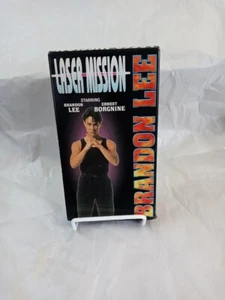 LASER MISSION
STARRING
BRANDON ERNEST
LEE BORGNINE
BRANDON LEE